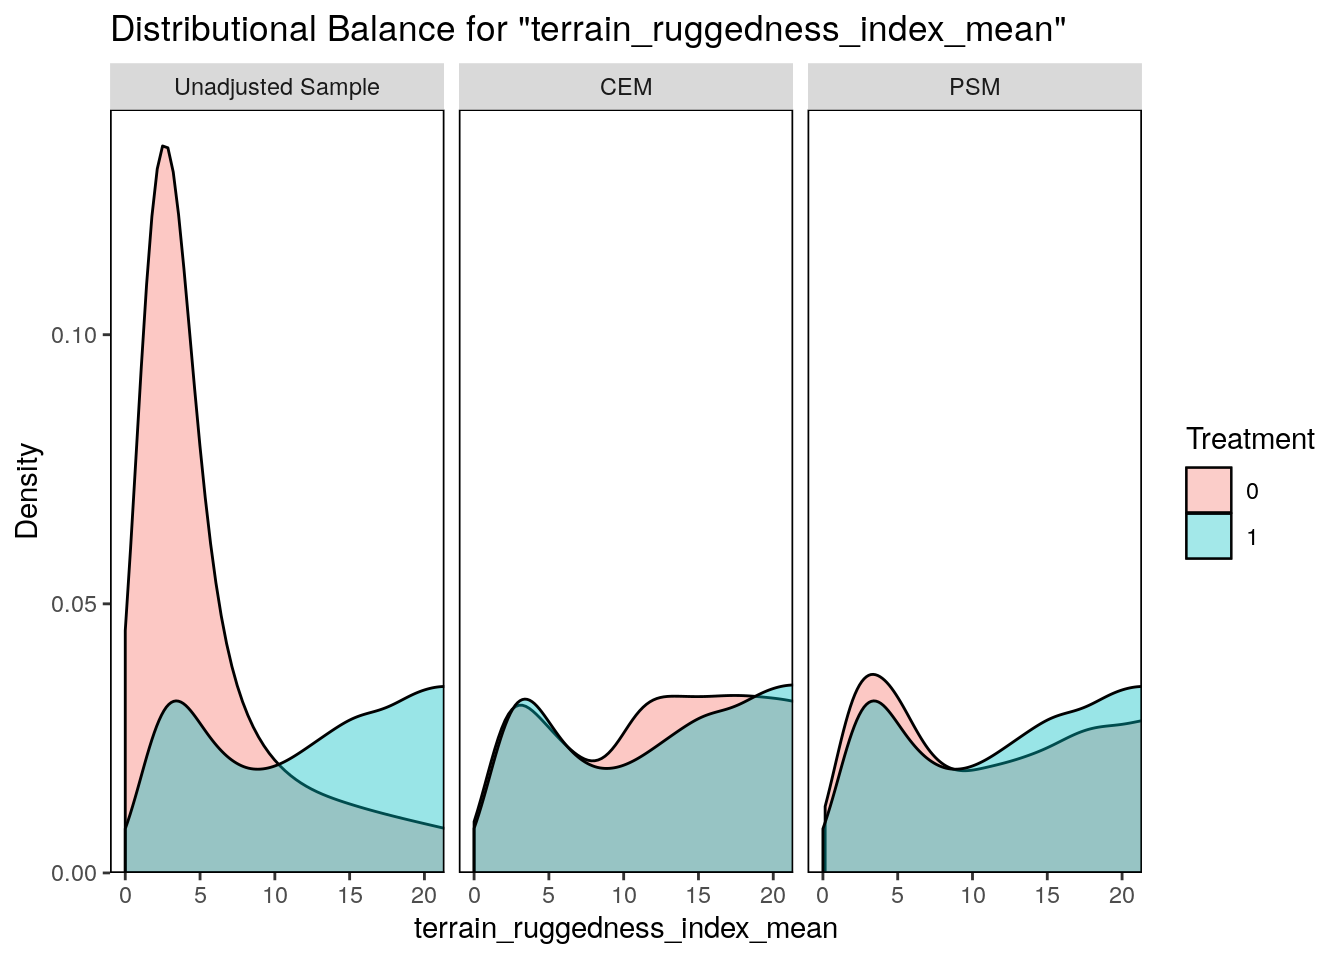 Distributional Balance for "terrain_ruggedness_index_mean"
Unadjusted Sample
CEM
PSM
Density
0.10
0.05
0.00
0 5 10 15 20
0 5 10 15 20
0 5 10 15 20
terrain_ruggedness_index_mean
Treatment
0
1